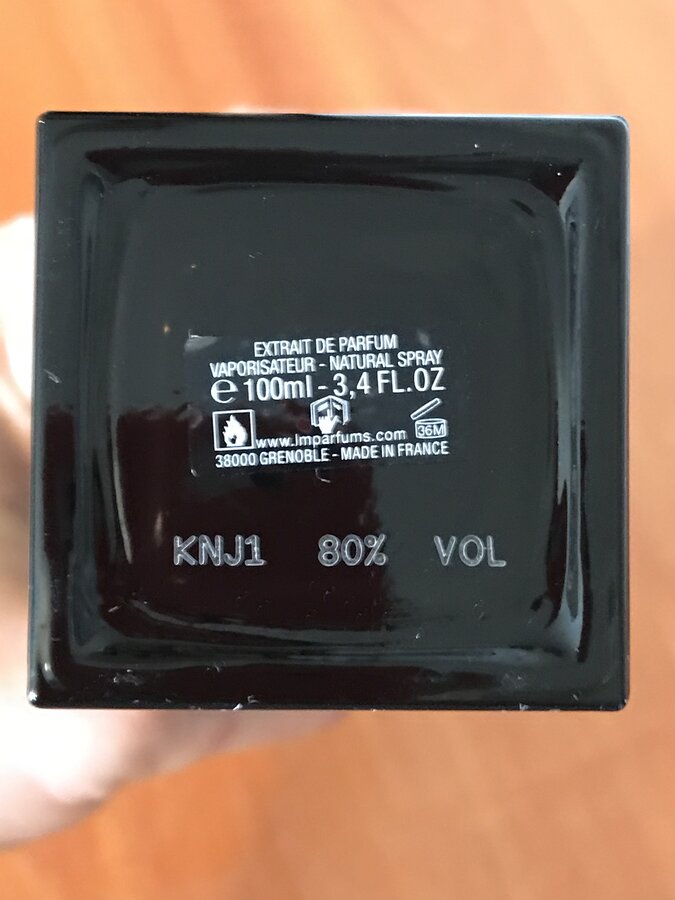 EXTRAIT DE PARFUM
VAPORISATEUR - NATURAL SPRAY
℮ 100ml - 3,4 FL.OZ
www.lmparfums.com 36M
38000 GRENOBLE - MADE IN FRANCE
KNJ1 80% VOL